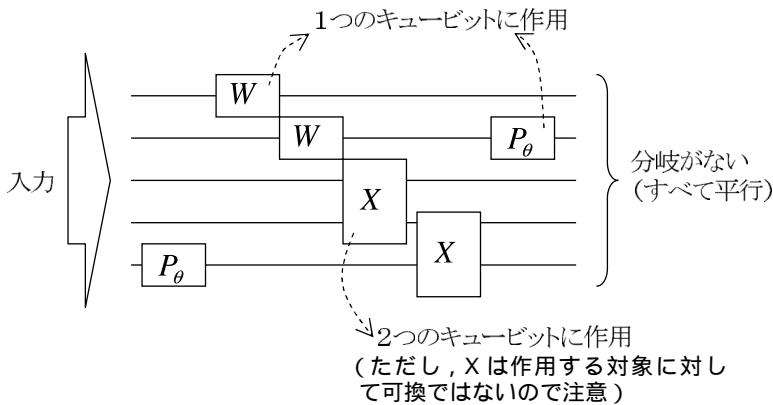 1つのキュービットに作用
W
W
P_θ
入力
X
分岐がない
(すべて平行)
X
P_θ
2つのキュービットに作用
(ただし,Xは作用する対象に対し
て可換ではないので注意)